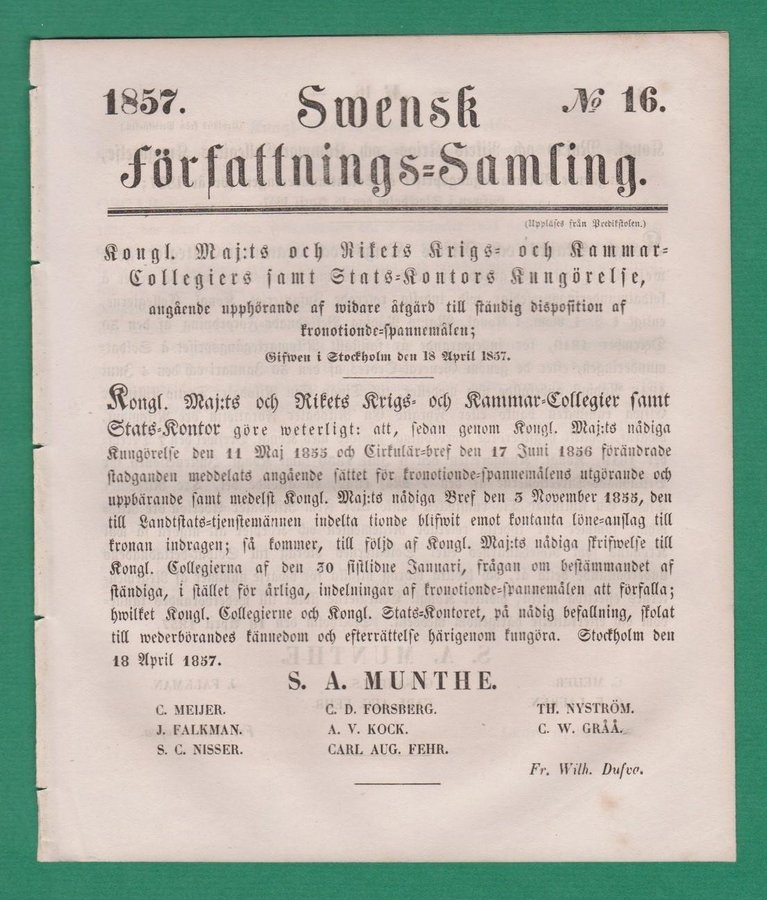 1857. Swensk № 16.
Författnings=Samling.
(Uppläses från Predikstolen.)
Kongl. Maj:ts och Rikets Krigs= och Kammar=
Collegiers samt Stats=Kontors Kungörelse,
angående upphörande af widare åtgärd till ständig disposition af
kronotionde=spannemålen;
Gifwen i Stockholm den 18 April 1857.
Kongl. Maj:ts och Rikets Krigs= och Kammar=Collegier samt
Stats=Kontor göre weterligt: att, sedan genom Kongl. Maj:ts nådiga
Kungörelse den 11 Maj 1855 och Cirkulär=bref den 17 Juni 1856 förändrade
stadganden meddelats angående sättet för kronotionde=spannemålens utgörande och
uppbärande samt medelst Kongl. Maj:ts nådiga Bref den 3 November 1855, den
till Landtstats=tjenstemännen indelta tionde blifwit emot kontanta löne=anslag till
kronan indragen; så kommer, till följd af Kongl. Maj:ts nådiga skrifwelse till
Kongl. Collegierna af den 30 sistlidne Januari, frågan om bestämmandet af
ständiga, i stället för årliga, indelningar af kronotionde=spannemålen att förfalla;
hwilket Kongl. Collegierne och Kongl. Stats=Kontoret, på nådig befallning, skolat
till wederbörandes kännedom och efterrättelse härigenom kungöra. Stockholm den
18 April 1857.
S. A. MUNTHE.
C. MEIJER. C. D. FORSBERG. TH. NYSTRÖM.
J. FALKMAN. A. V. KOCK. C. W. GRÅÅ.
S. C. NISSER. CARL AUG. FEHR.
Fr. Wilh. Dufva.